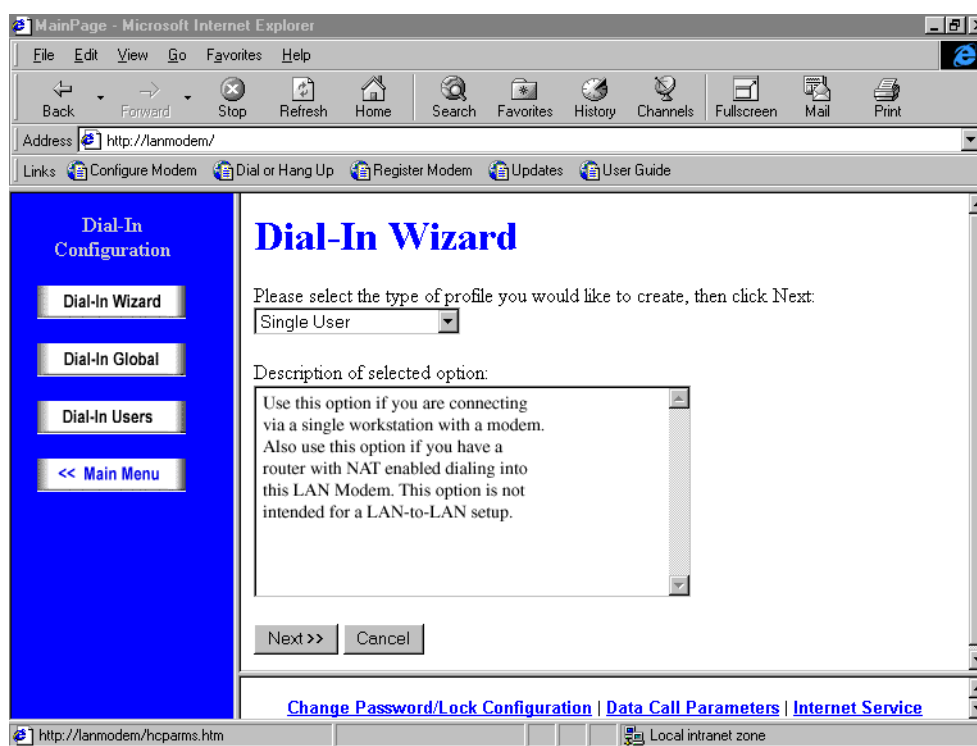 MainPage - Microsoft Internet Explorer
File Edit View Go Favorites Help
Back Forward Stop Refresh Home Search Favorites History Channels Fullscreen Mail Print
Address http://lanmodem/
Links Configure Modem Dial or Hang Up Register Modem Updates User Guide
Dial-In
Configuration
Dial-In Wizard
Dial-In Global
Dial-In Users
<< Main Menu
Dial-In Wizard
Please select the type of profile you would like to create, then click Next:
Single User
Description of selected option:
Use this option if you are connecting
via a single workstation with a modem.
Also use this option if you have a
router with NAT enabled dialing into
this LAN Modem. This option is not
intended for a LAN-to-LAN setup.
Next >> Cancel
Change Password/Lock Configuration | Data Call Parameters | Internet Service
http://lanmodem/hcparms.htm Local intranet zone